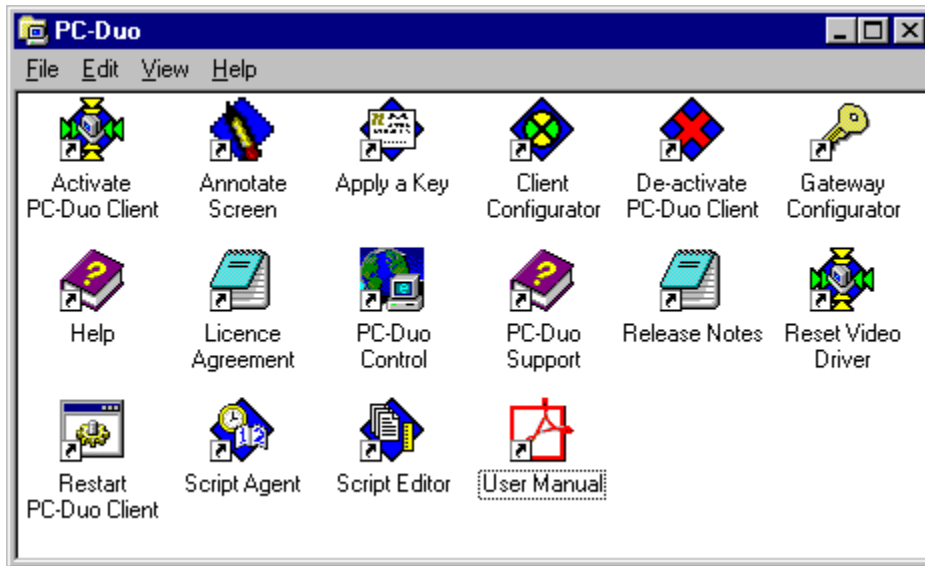 PC-Duo
File Edit View Help
Activate Annotate Apply a Key Client De-activate Gateway
PC-Duo Client Screen Configurator PC-Duo Client Configurator
Help Licence PC-Duo PC-Duo Release Notes Reset Video
Agreement Control Support Driver
Restart Script Agent Script Editor User Manual
PC-Duo Client